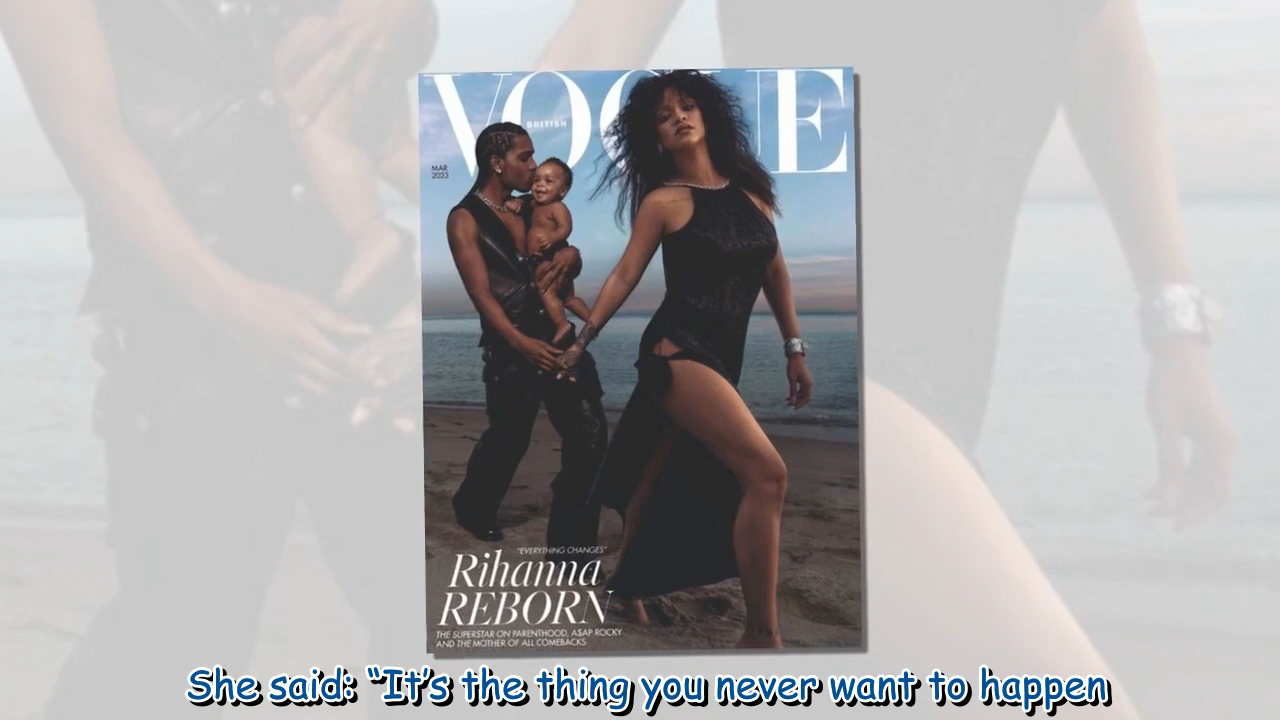 VOGUE
BRITISH
MAR
2023
"EVERYTHING CHANGES"
Rihanna
REBORN
THE SUPERSTAR ON PARENTHOOD, A$AP ROCKY
AND THE MOTHER OF ALL COMEBACKS
She said: “It’s the thing you never want to happen